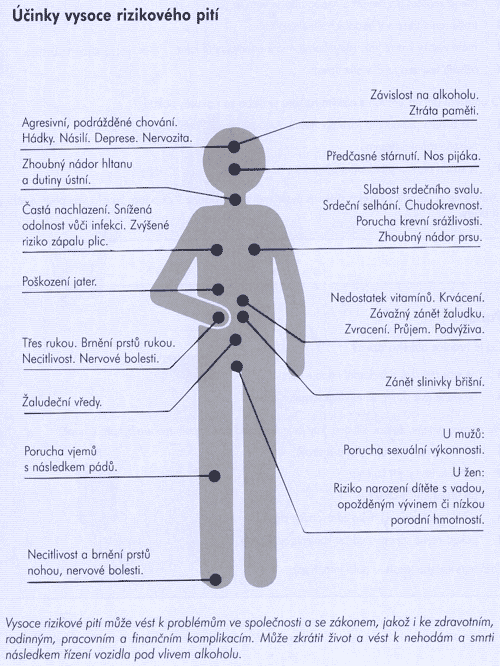 Účinky vysoce rizikového pití
Závislost na alkoholu.
Ztráta paměti.
Agresivní, podrážděné chování.
Hádky. Násilí. Deprese. Nervozita.
Předčasné stárnutí. Nos pijáka.
Zhoubný nádor hltanu
a dutiny ústní.
Slabost srdečního svalu.
Srdeční selhání. Chudokrevnost.
Porucha krevní srážlivosti.
Zhoubný nádor prsu.
Častá nachlazení. Snížená
odolnost vůči infekci. Zvýšené
riziko zápalu plic.
Poškození jater.
Nedostatek vitamínů. Krvácení.
Závažný zánět žaludku.
Zvracení. Průjem. Podvýživa.
Třes rukou. Brnění prstů rukou.
Necitlivost. Nervové bolesti.
Zánět slinivky břišní.
Žaludeční vředy.
U mužů:
Porucha sexuální výkonnosti.
U žen:
Riziko narození dítěte s vadou,
opožděným vývinem či nízkou
porodní hmotností.
Porucha vjemů
s následkem pádů.
Necitlivost a brnění prstů
nohou, nervové bolesti.
Vysoce rizikové pití může vést k problémům ve společnosti a se zákonem, jakož i ke zdravotním,
rodinným, pracovním a finančním komplikacím. Může zkrátit život a vést k nehodám a smrti
následkem řízení vozidla pod vlivem alkoholu.